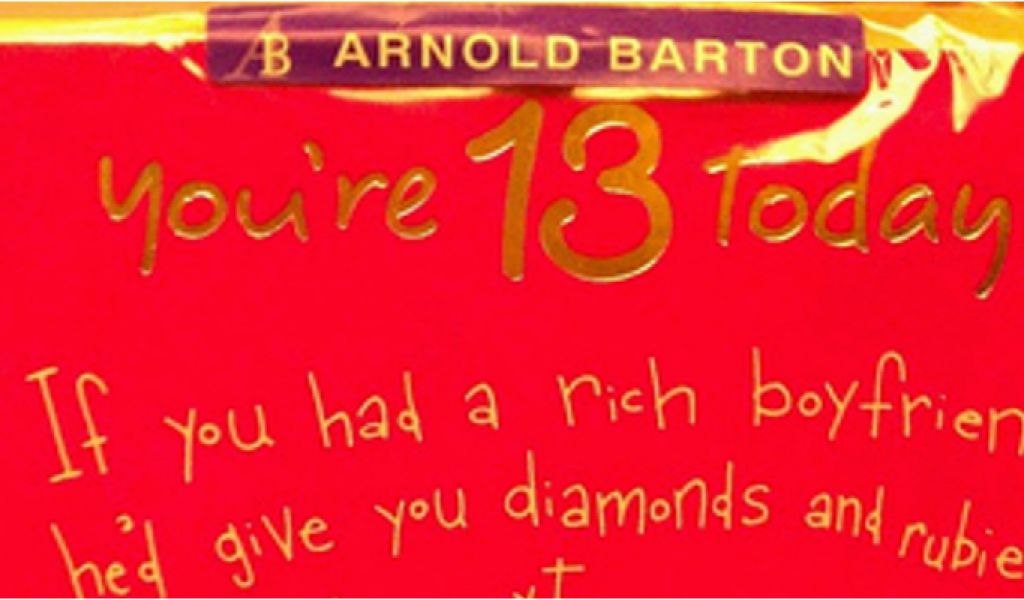 AB ARNOLD BARTON
you're 13 today
If you had a rich boyfrien
he'd give you diamonds and rubie